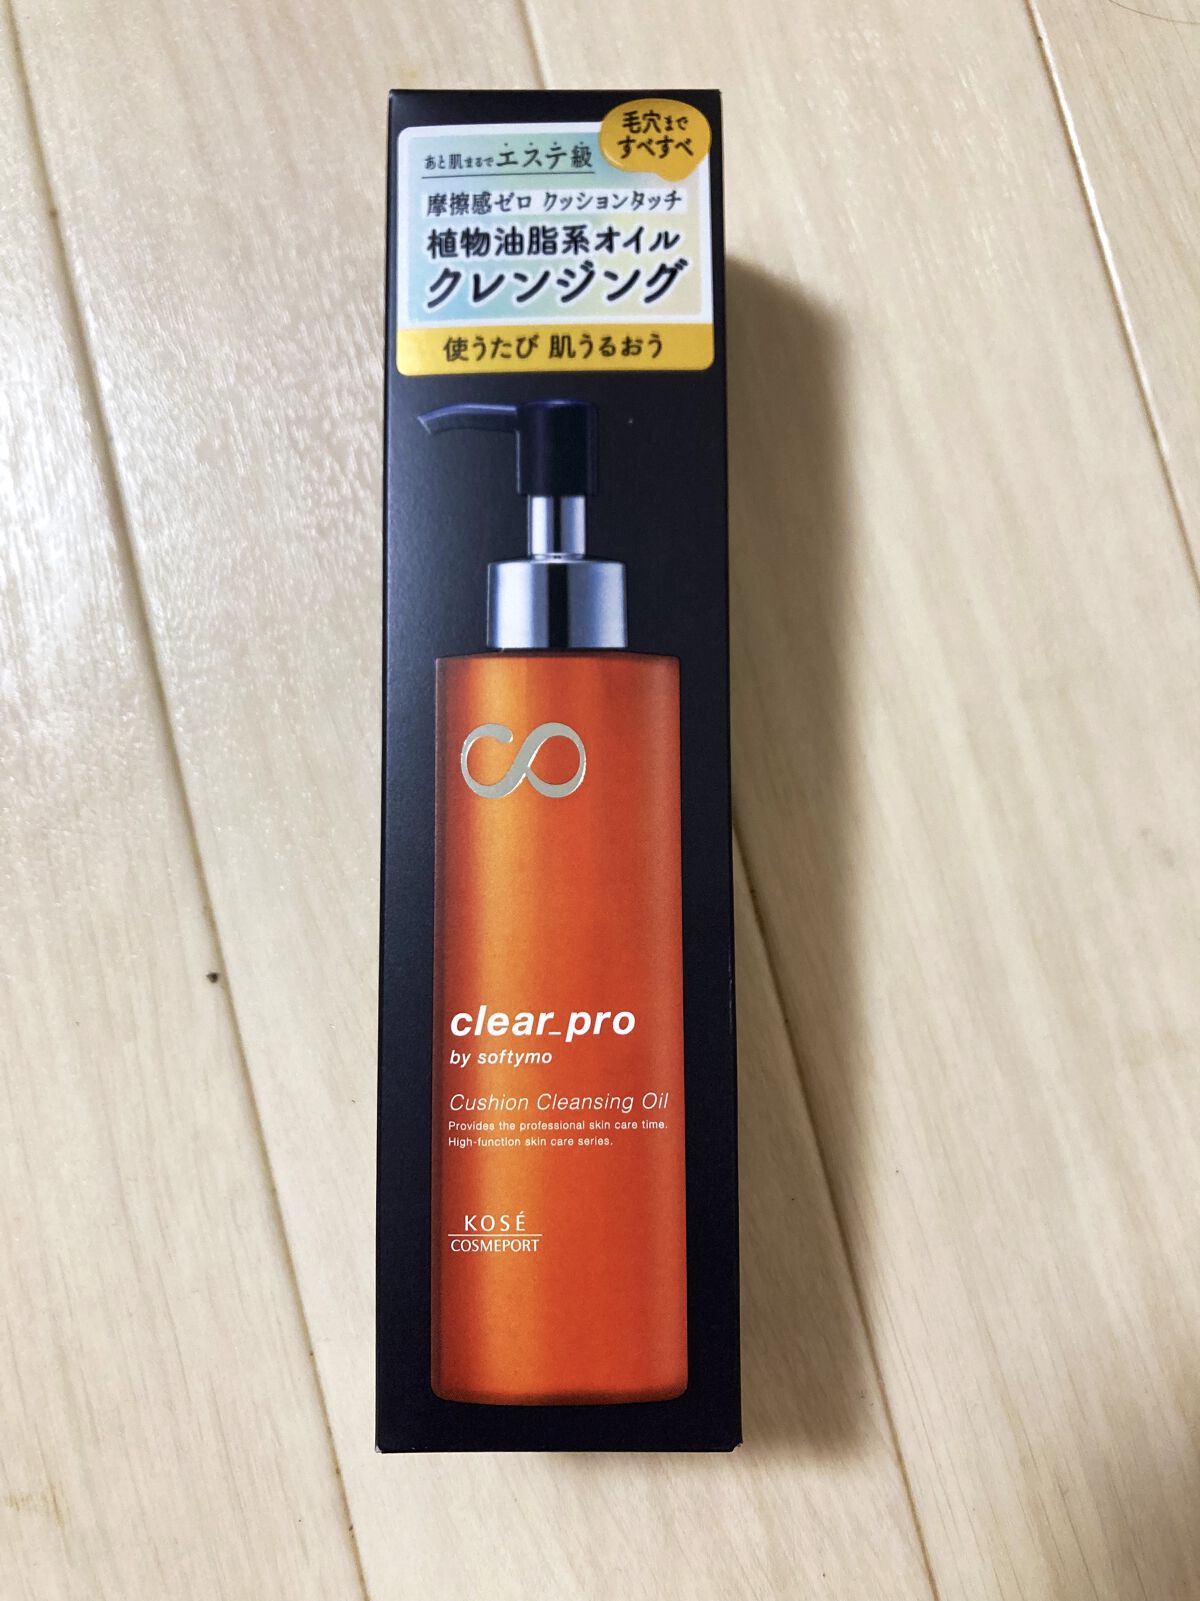 毛穴まで
すべすべ
あと肌まるでエステ級
摩擦感ゼロ クッションタッチ
植物油脂系オイル
クレンジング
使うたび 肌うるおう
clear_pro
by softymo
Cushion Cleansing Oil
Provides the professional skin care time.
High-function skin care series.
KOSÉ
COSMEPORT